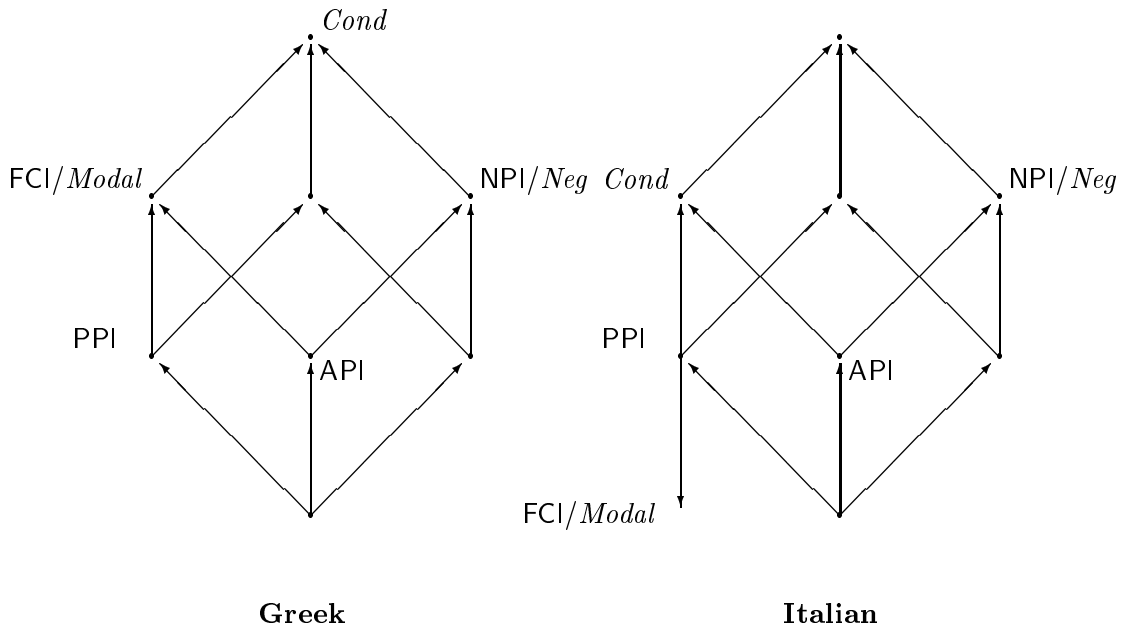 Cond
FCI/Modal
NPI/Neg
Cond
NPI/Neg
PPI
API
PPI
API
FCI/Modal
Greek
Italian